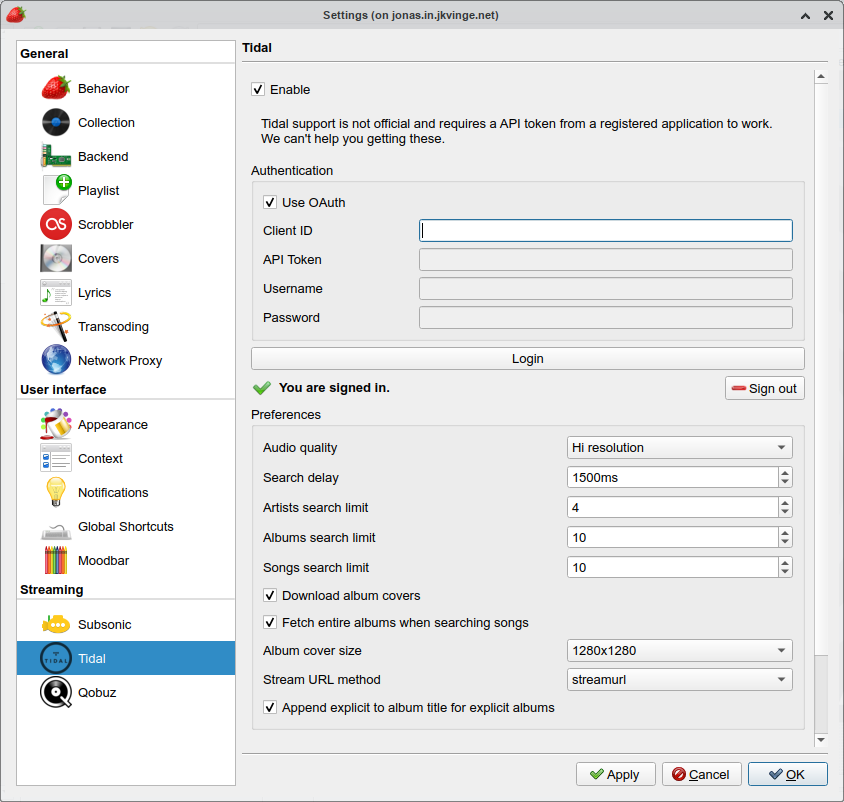 Settings (on jonas.in.jkvinge.net)
General
Behavior
Collection
Backend
Playlist
Scrobbler
Covers
Lyrics
Transcoding
Network Proxy
User interface
Appearance
Context
Notifications
Global Shortcuts
Moodbar
Streaming
Subsonic
TIDAL
Tidal
Qobuz
Tidal
Enable
Tidal support is not official and requires a API token from a registered application to work.
We can't help you getting these.
Authentication
Use OAuth
Client ID
API Token
Username
Password
Login
You are signed in.
Sign out
Preferences
Audio quality
Hi resolution
Search delay
1500ms
Artists search limit
4
Albums search limit
10
Songs search limit
10
Download album covers
Fetch entire albums when searching songs
Album cover size
1280x1280
Stream URL method
streamurl
Append explicit to album title for explicit albums
Apply
Cancel
OK